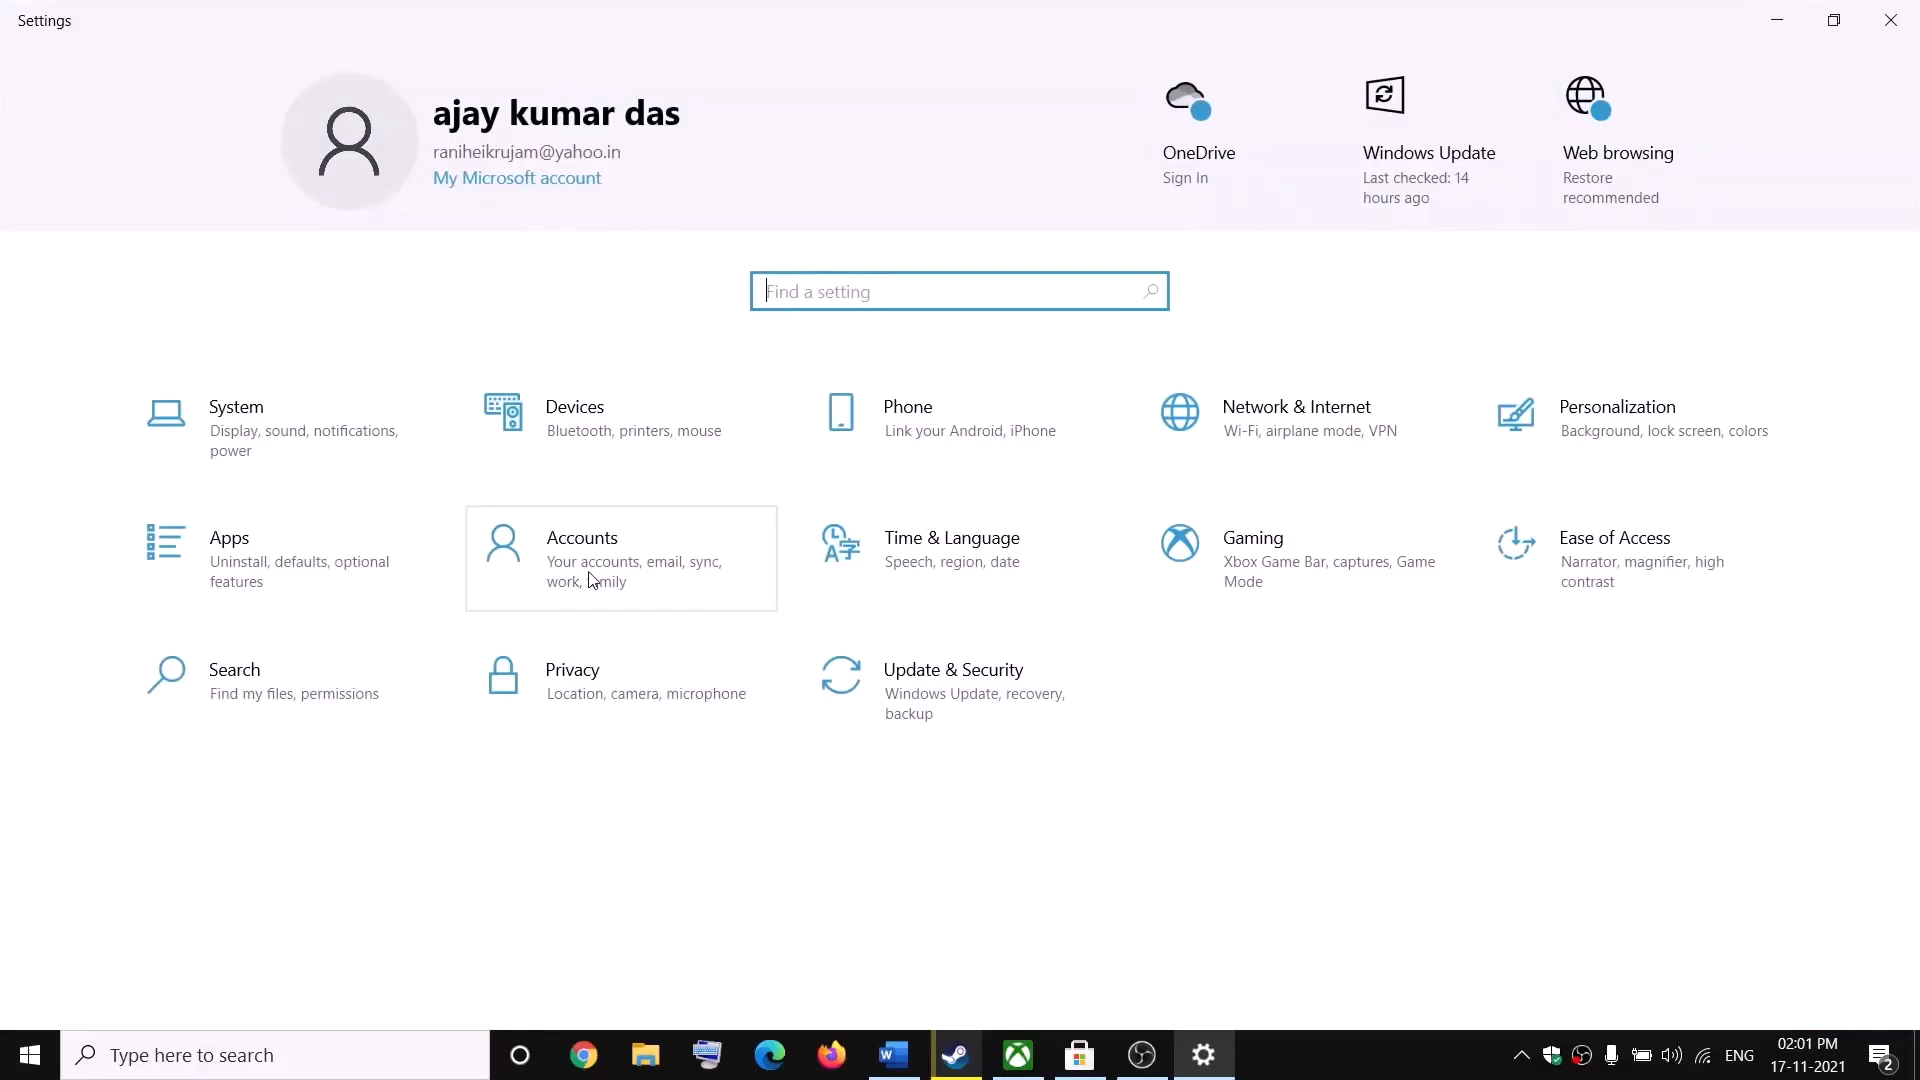 Settings
ajay kumar das
raniheikrujam@yahoo.in
My Microsoft account
OneDrive
Sign In
Windows Update
Last checked: 14
hours ago
Web browsing
Restore
recommended
Find a setting
System
Display, sound, notifications,
power
Devices
Bluetooth, printers, mouse
Phone
Link your Android, iPhone
Network & Internet
Wi-Fi, airplane mode, VPN
Personalization
Background, lock screen, colors
Apps
Uninstall, defaults, optional
features
Accounts
Your accounts, email, sync,
work, family
Time & Language
Speech, region, date
Gaming
Xbox Game Bar, captures, Game
Mode
Ease of Access
Narrator, magnifier, high
contrast
Search
Find my files, permissions
Privacy
Location, camera, microphone
Update & Security
Windows Update, recovery,
backup
Type here to search
ENG
02:01 PM
17-11-2021
2